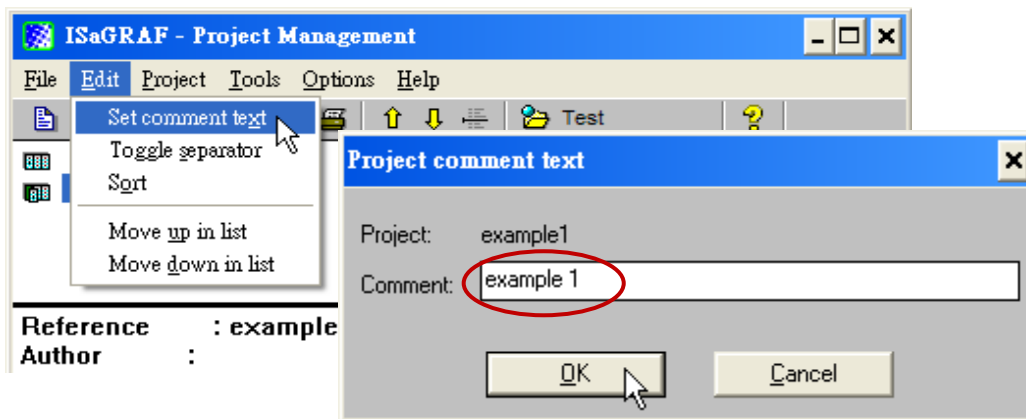 ISaGRAF - Project Management
File Edit Project Tools Options Help
Test
Set comment text
Toggle separator
Sort
Move up in list
Move down in list
Reference : example
Author :
Project comment text
Project: example1
Comment: example 1
OK Cancel